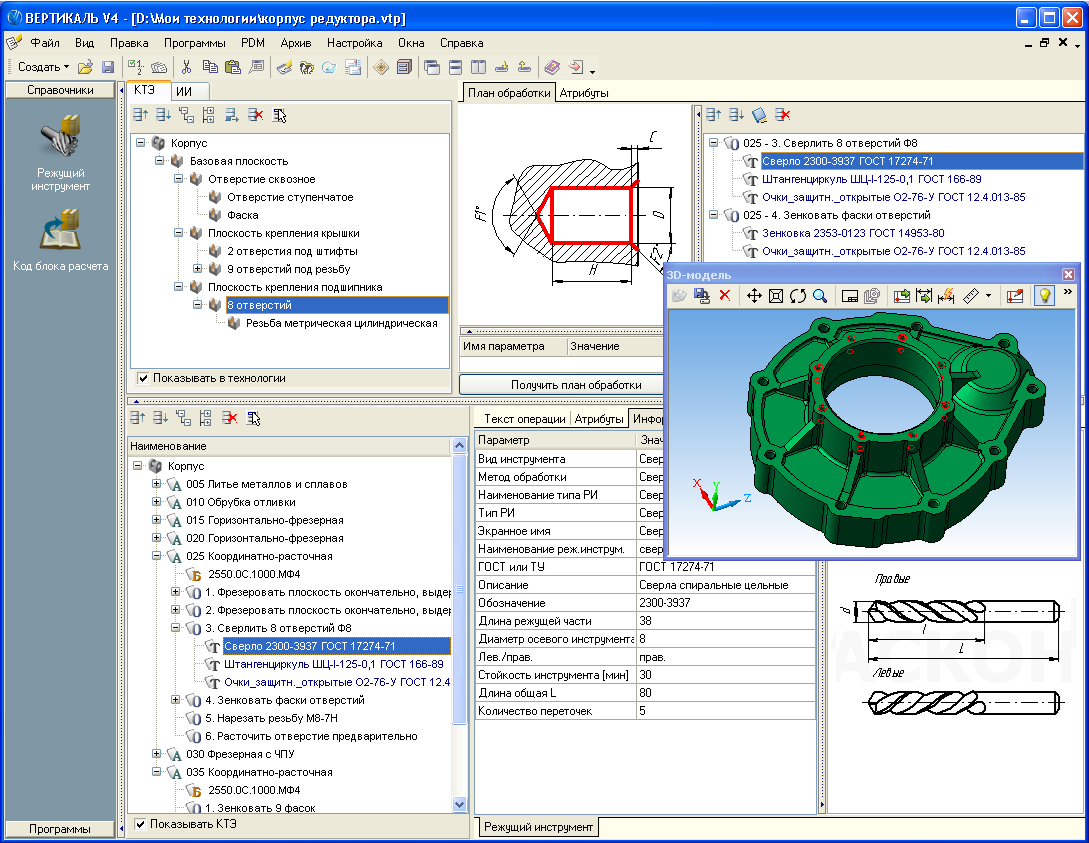 ВЕРТИКАЛЬ V4 - [D:\Мои технологии\корпус редуктора.vtp]
Файл Вид Правка Программы PDM Архив Настройка Окна Справка
Создать
Справочники
Режущий
инструмент
Код блока расчета
Программы
КТЭ ИИ
Корпус
Базовая плоскость
Отверстие сквозное
Отверстие ступенчатое
Фаска
Плоскость крепления крышки
2 отверстия под штифты
9 отверстий под резьбу
Плоскость крепления подшипника
8 отверстий
Резьба метрическая цилиндрическая
Показывать в технологии
План обработки Атрибуты
C
F1°
D
H
Имя параметра Значение
Получить план обработки
025 - 3. Сверлить 8 отверстий Ф8
Сверло 2300-3937 ГОСТ 17274-71
Штангенциркуль ШЦ-I-125-0,1 ГОСТ 166-89
Очки_защитн._открытые О2-76-У ГОСТ 12.4.013-85
025 - 4. Зенковать фаски отверстий
Зенковка 2353-0123 ГОСТ 14953-80
Очки_защитн._открытые О2-76-У ГОСТ 12.4.013-85
3D-модель
X
Y
Z
Наименование
Корпус
005 Литье металлов и сплавов
010 Обрубка отливки
015 Горизонтально-фрезерная
020 Горизонтально-фрезерная
025 Координатно-расточная
2550.0С.1000.МФ4
1. Фрезеровать плоскость окончательно, выдер
2. Фрезеровать плоскость окончательно, выдер
3. Сверлить 8 отверстий Ф8
Сверло 2300-3937 ГОСТ 17274-71
Штангенциркуль ШЦ-I-125-0,1 ГОСТ 166-89
Очки_защитн._открытые О2-76-У ГОСТ 12.4
4. Зенковать фаски отверстий
5. Нарезать резьбу М8-7Н
6. Расточить отверстие предварительно
030 Фрезерная с ЧПУ
035 Координатно-расточная
2550.0С.1000.МФ4
1. Зенковать 9 фасок
Показывать КТЭ
Текст операции Атрибуты Инфор
Параметр Знач
Вид инструмента Сверл
Метод обработки Свер
Наименование типа РИ Свер
Тип РИ Свер
Экранное имя Свер
Наименование реж.инструм. свер
ГОСТ или ТУ ГОСТ 17274-71
Описание Сверла спиральные цельные
Обозначение 2300-3937
Длина режущей части 38
Диаметр осевого инструмента 8
Лев./прав. прав.
Стойкость инструмента [мин] 30
Длина общая L 80
Количество переточек 5
Режущий инструмент
Правые
d
l
L
Левые
АСКОН